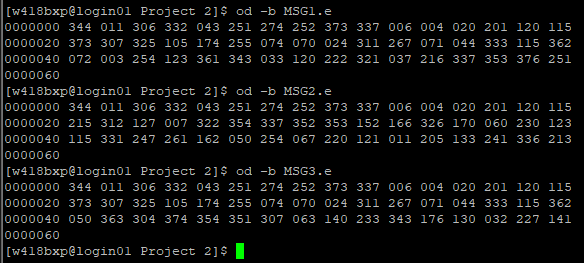 [w418bxp@login01 Project 2]$ od -b MSG1.e
0000000 344 011 306 332 043 251 274 252 373 337 006 004 020 201 120 115
0000020 373 307 325 105 174 255 074 070 024 311 267 071 044 333 115 362
0000040 072 003 254 123 361 343 033 120 222 321 037 216 337 353 376 251
0000060
[w418bxp@login01 Project 2]$ od -b MSG2.e
0000000 344 011 306 332 043 251 274 252 373 337 006 004 020 201 120 115
0000020 215 312 127 007 322 354 337 352 353 152 166 326 170 060 230 123
0000040 115 331 247 261 162 050 254 067 220 121 011 205 133 241 336 213
0000060
[w418bxp@login01 Project 2]$ od -b MSG3.e
0000000 344 011 306 332 043 251 274 252 373 337 006 004 020 201 120 115
0000020 373 307 325 105 174 255 074 070 024 311 267 071 044 333 115 362
0000040 050 363 304 374 354 351 307 063 140 233 343 176 130 032 227 141
0000060
[w418bxp@login01 Project 2]$